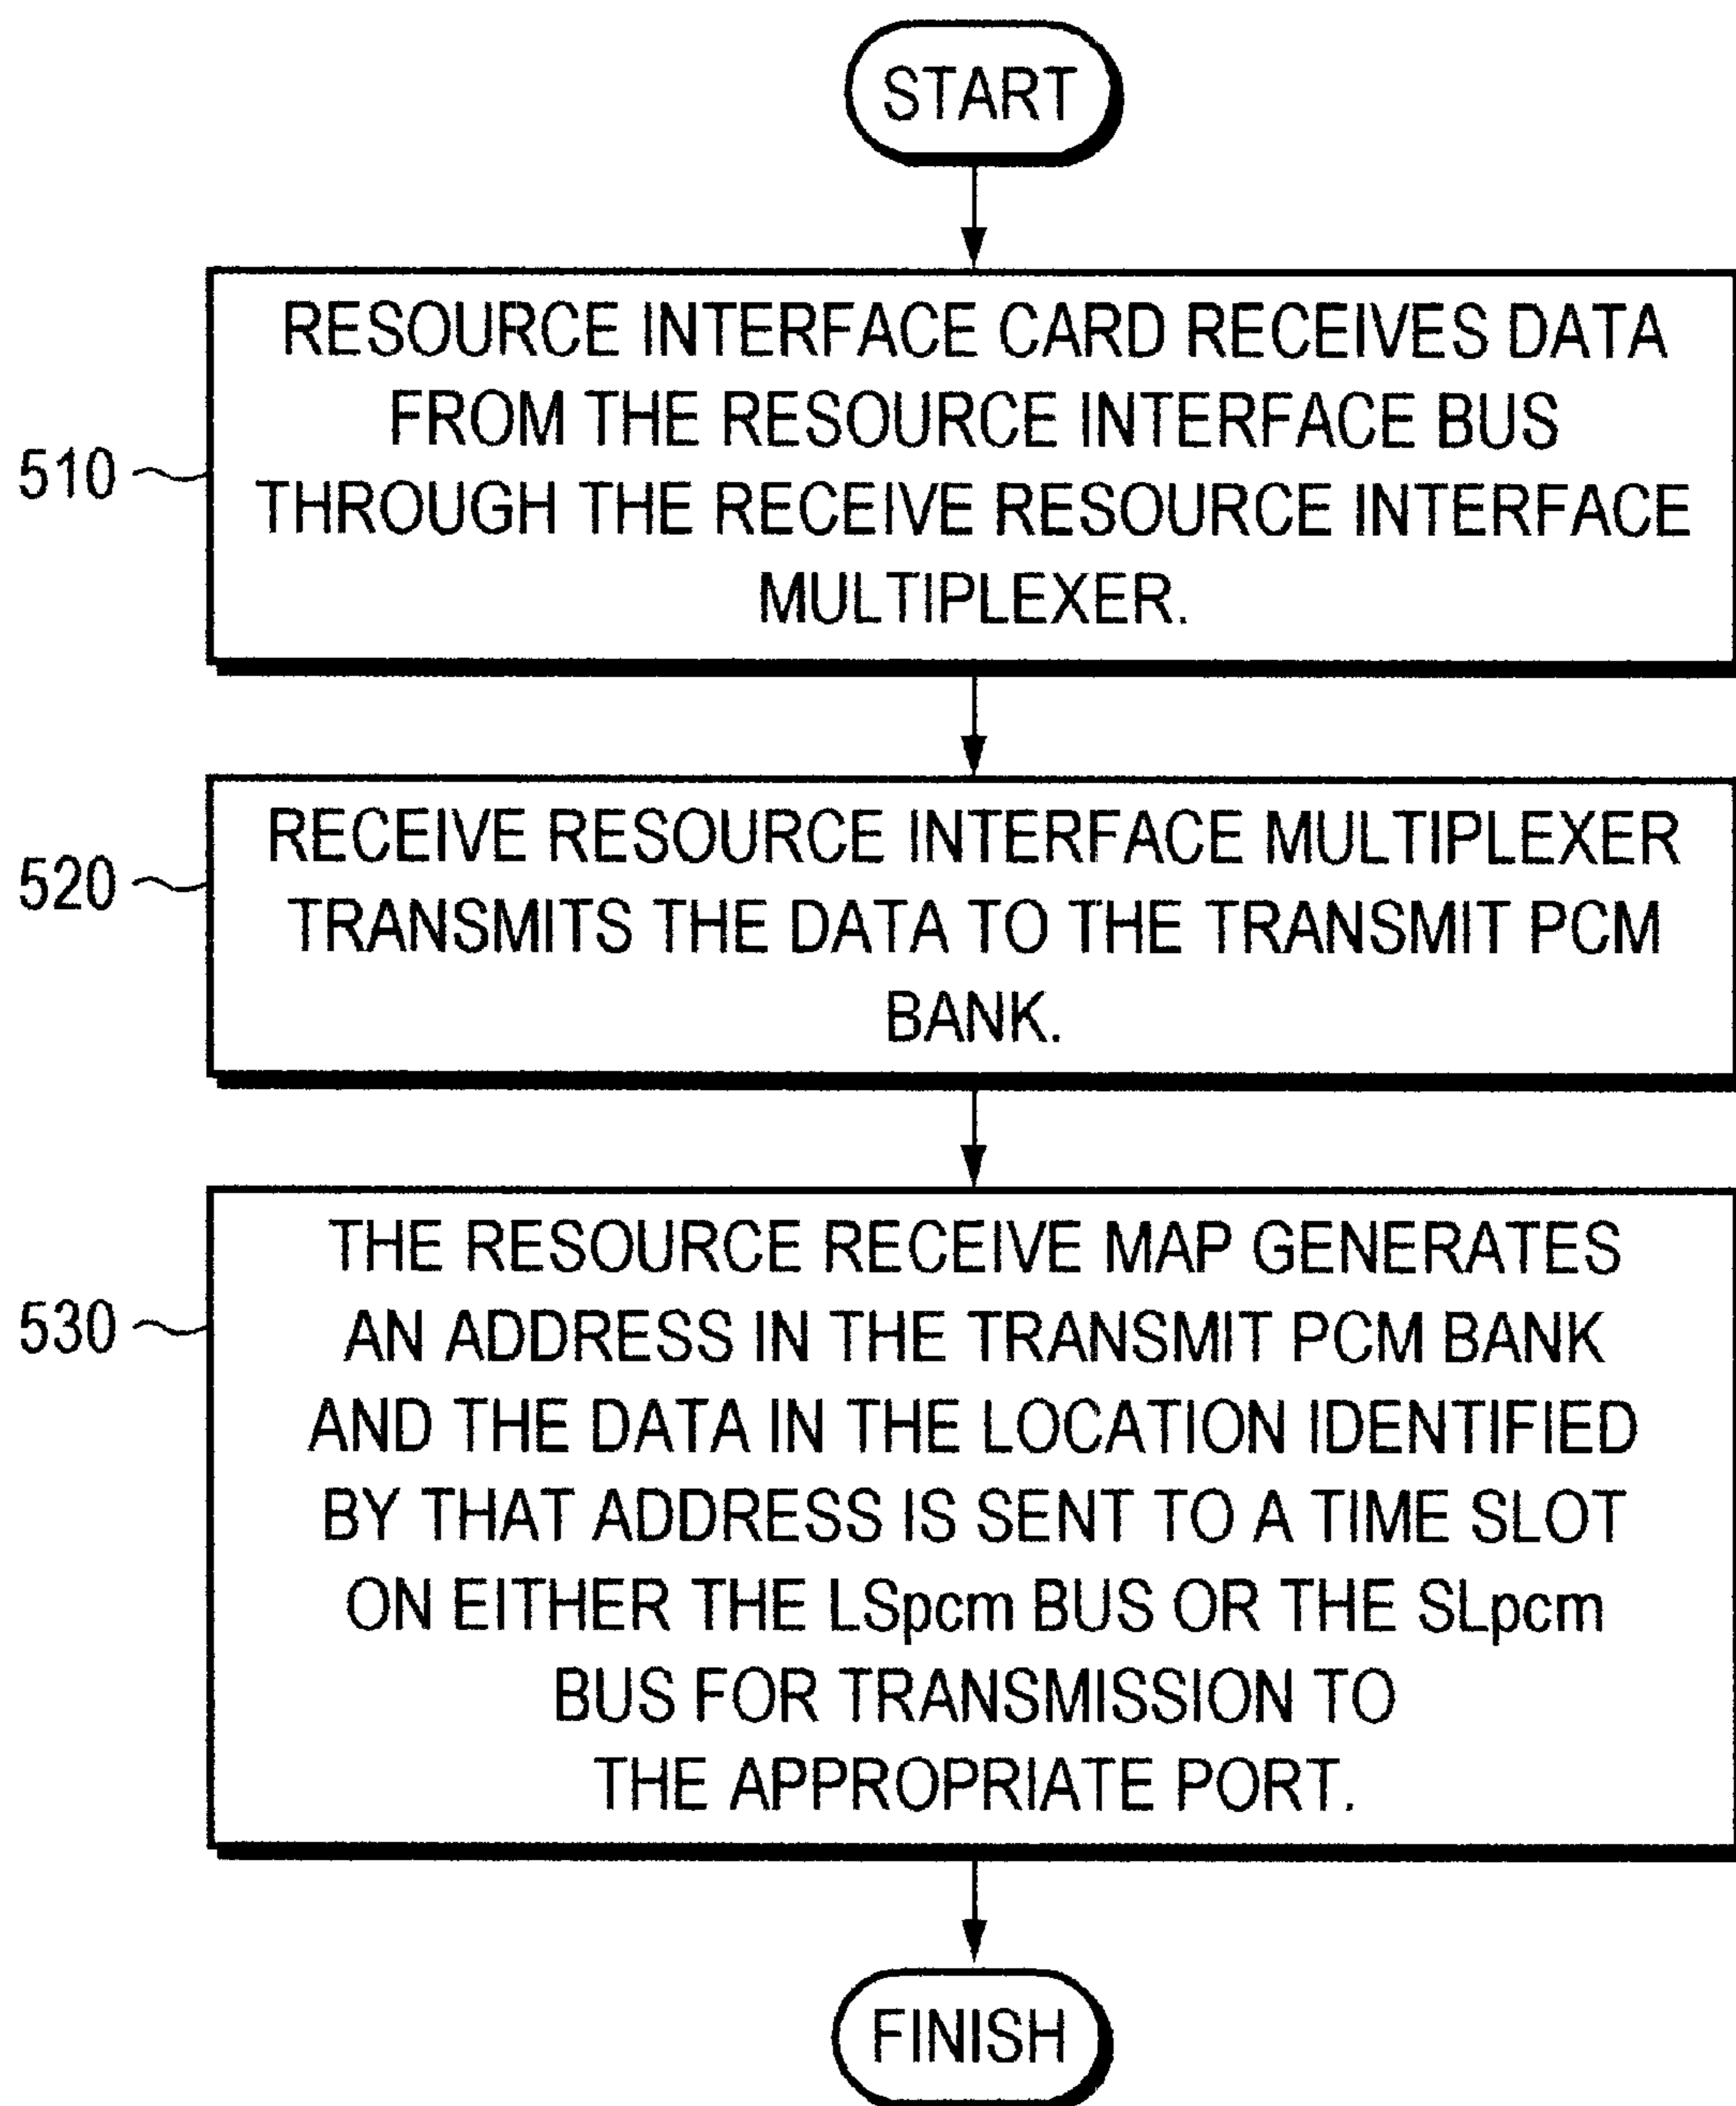 START
RESOURCE INTERFACE CARD RECEIVES DATA
FROM THE RESOURCE INTERFACE BUS
THROUGH THE RECEIVE RESOURCE INTERFACE
MULTIPLEXER.
510
RECEIVE RESOURCE INTERFACE MULTIPLEXER
TRANSMITS THE DATA TO THE TRANSMIT PCM
BANK.
520
THE RESOURCE RECEIVE MAP GENERATES
AN ADDRESS IN THE TRANSMIT PCM BANK
AND THE DATA IN THE LOCATION IDENTIFIED
BY THAT ADDRESS IS SENT TO A TIME SLOT
ON EITHER THE LSpcm BUS OR THE SLpcm
BUS FOR TRANSMISSION TO
THE APPROPRIATE PORT.
530
FINISH